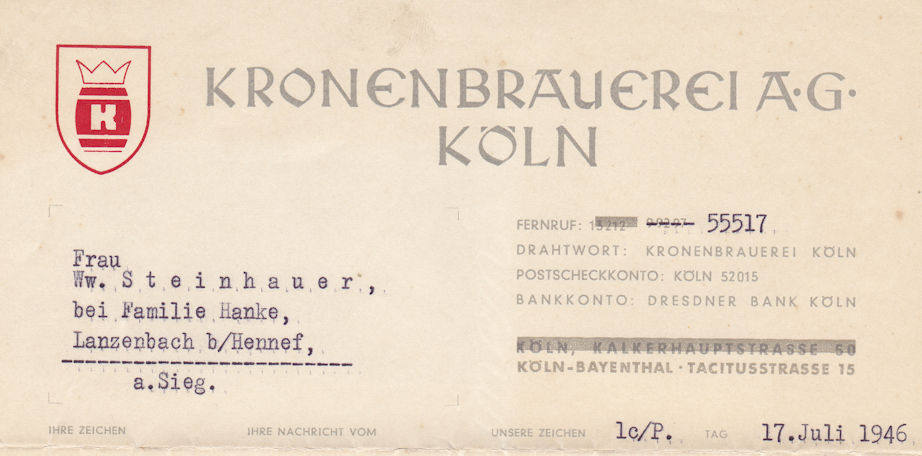 KRONENBRAUEREI A·G·
KÖLN
K
FERNRUF: 55517
DRAHTWORT: KRONENBRAUEREI KÖLN
POSTSCHECKKONTO: KÖLN 52015
BANKKONTO: DRESDNER BANK KÖLN
KÖLN, KALKERHAUPTSTRASSE 60
KÖLN-BAYENTHAL · TACITUSSTRASSE 15
Frau
Ww. Steinhauer,
bei Familie Hanke,
Lanzenbach b/Hennef,
a.Sieg.
IHRE ZEICHEN
IHRE NACHRICHT VOM
UNSERE ZEICHEN 1c/P.
TAG 17.Juli 1946